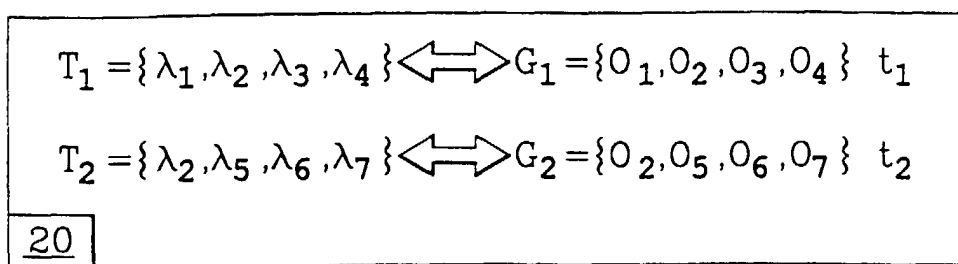 T₁ = {λ₁, λ₂, λ₃, λ₄} ⟺ G₁ = {O₁, O₂, O₃, O₄} t₁
T₂ = {λ₂, λ₅, λ₆, λ₇} ⟺ G₂ = {O₂, O₅, O₆, O₇} t₂
20